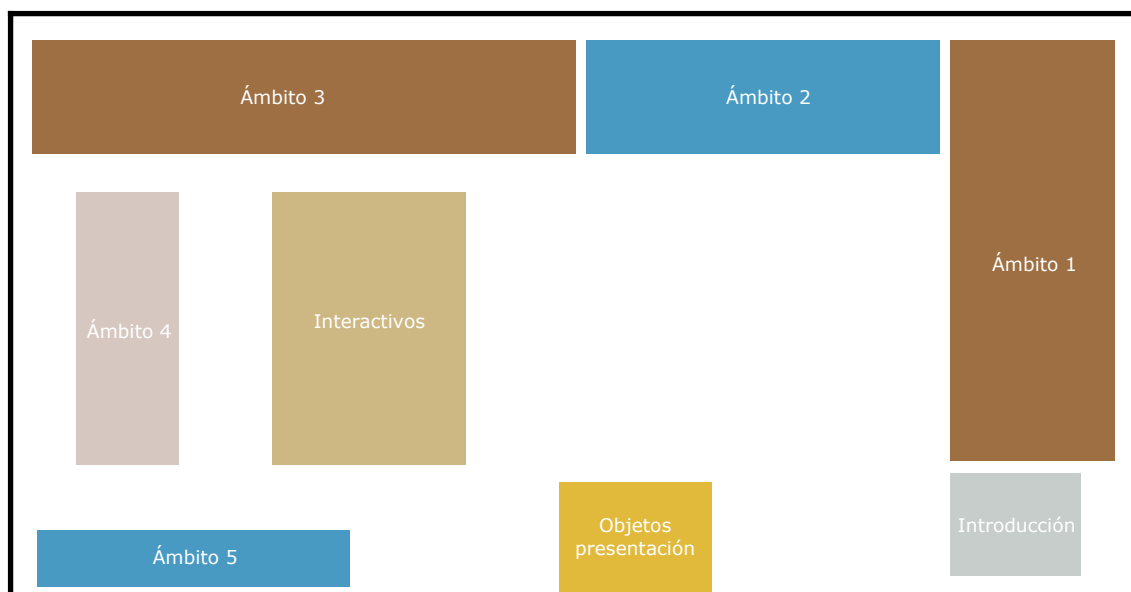 Ámbito 3
Ámbito 2
Ámbito 1
Ámbito 4
Interactivos
Objetos
presentación
Introducción
Ámbito 5